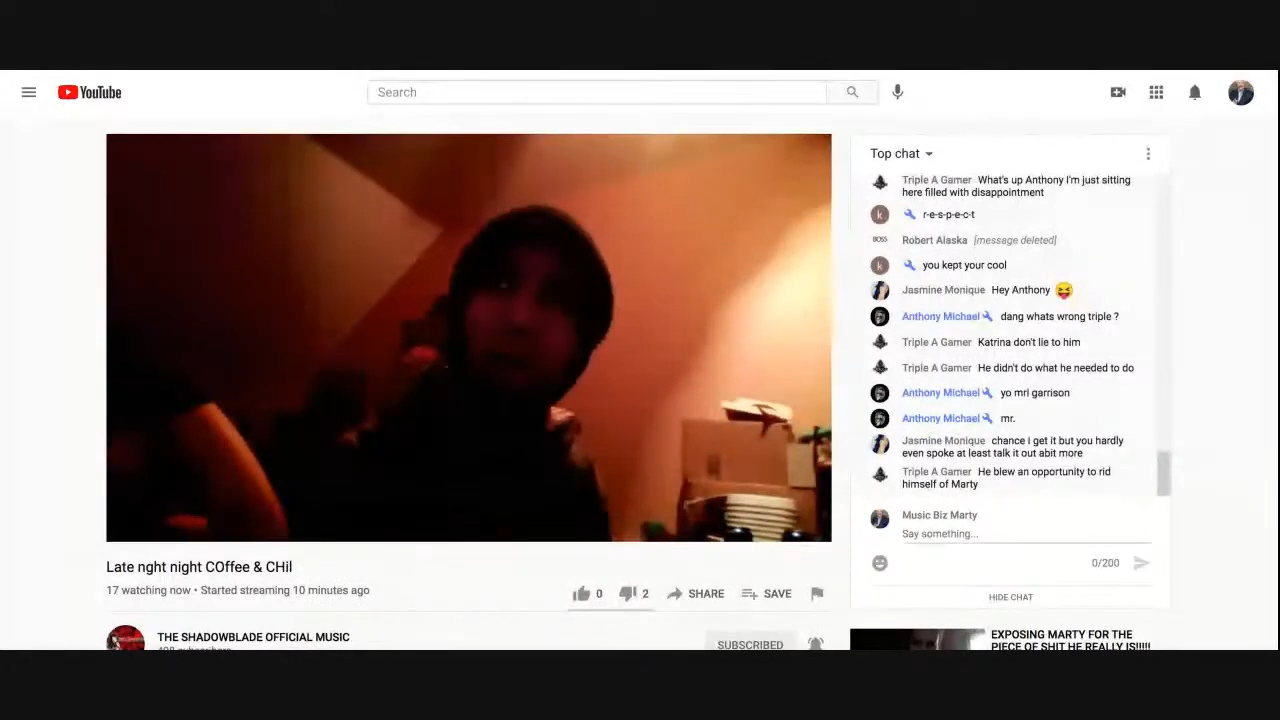 YouTube
Search
Top chat
Triple A Gamer What's up Anthony I'm just sitting
here filled with disappointment
k r-e-s-p-e-c-t
BOSS Robert Alaska [message deleted]
k you kept your cool
Jasmine Monique Hey Anthony 😝
Anthony Michael dang whats wrong triple ?
Triple A Gamer Katrina don't lie to him
Triple A Gamer He didn't do what he needed to do
Anthony Michael yo mrl garrison
Anthony Michael mr.
Jasmine Monique chance i get it but you hardly
even spoke at least talk it out abit more
Triple A Gamer He blew an opportunity to rid
himself of Marty
Music Biz Marty
Say something...
0/200
HIDE CHAT
Late nght night COffee & CHil
17 watching now • Started streaming 10 minutes ago
0 2 SHARE SAVE
THE SHADOWBLADE OFFICIAL MUSIC
SUBSCRIBED
EXPOSING MARTY FOR THE
PIECE OF SHIT HE REALLY IS!!!!!